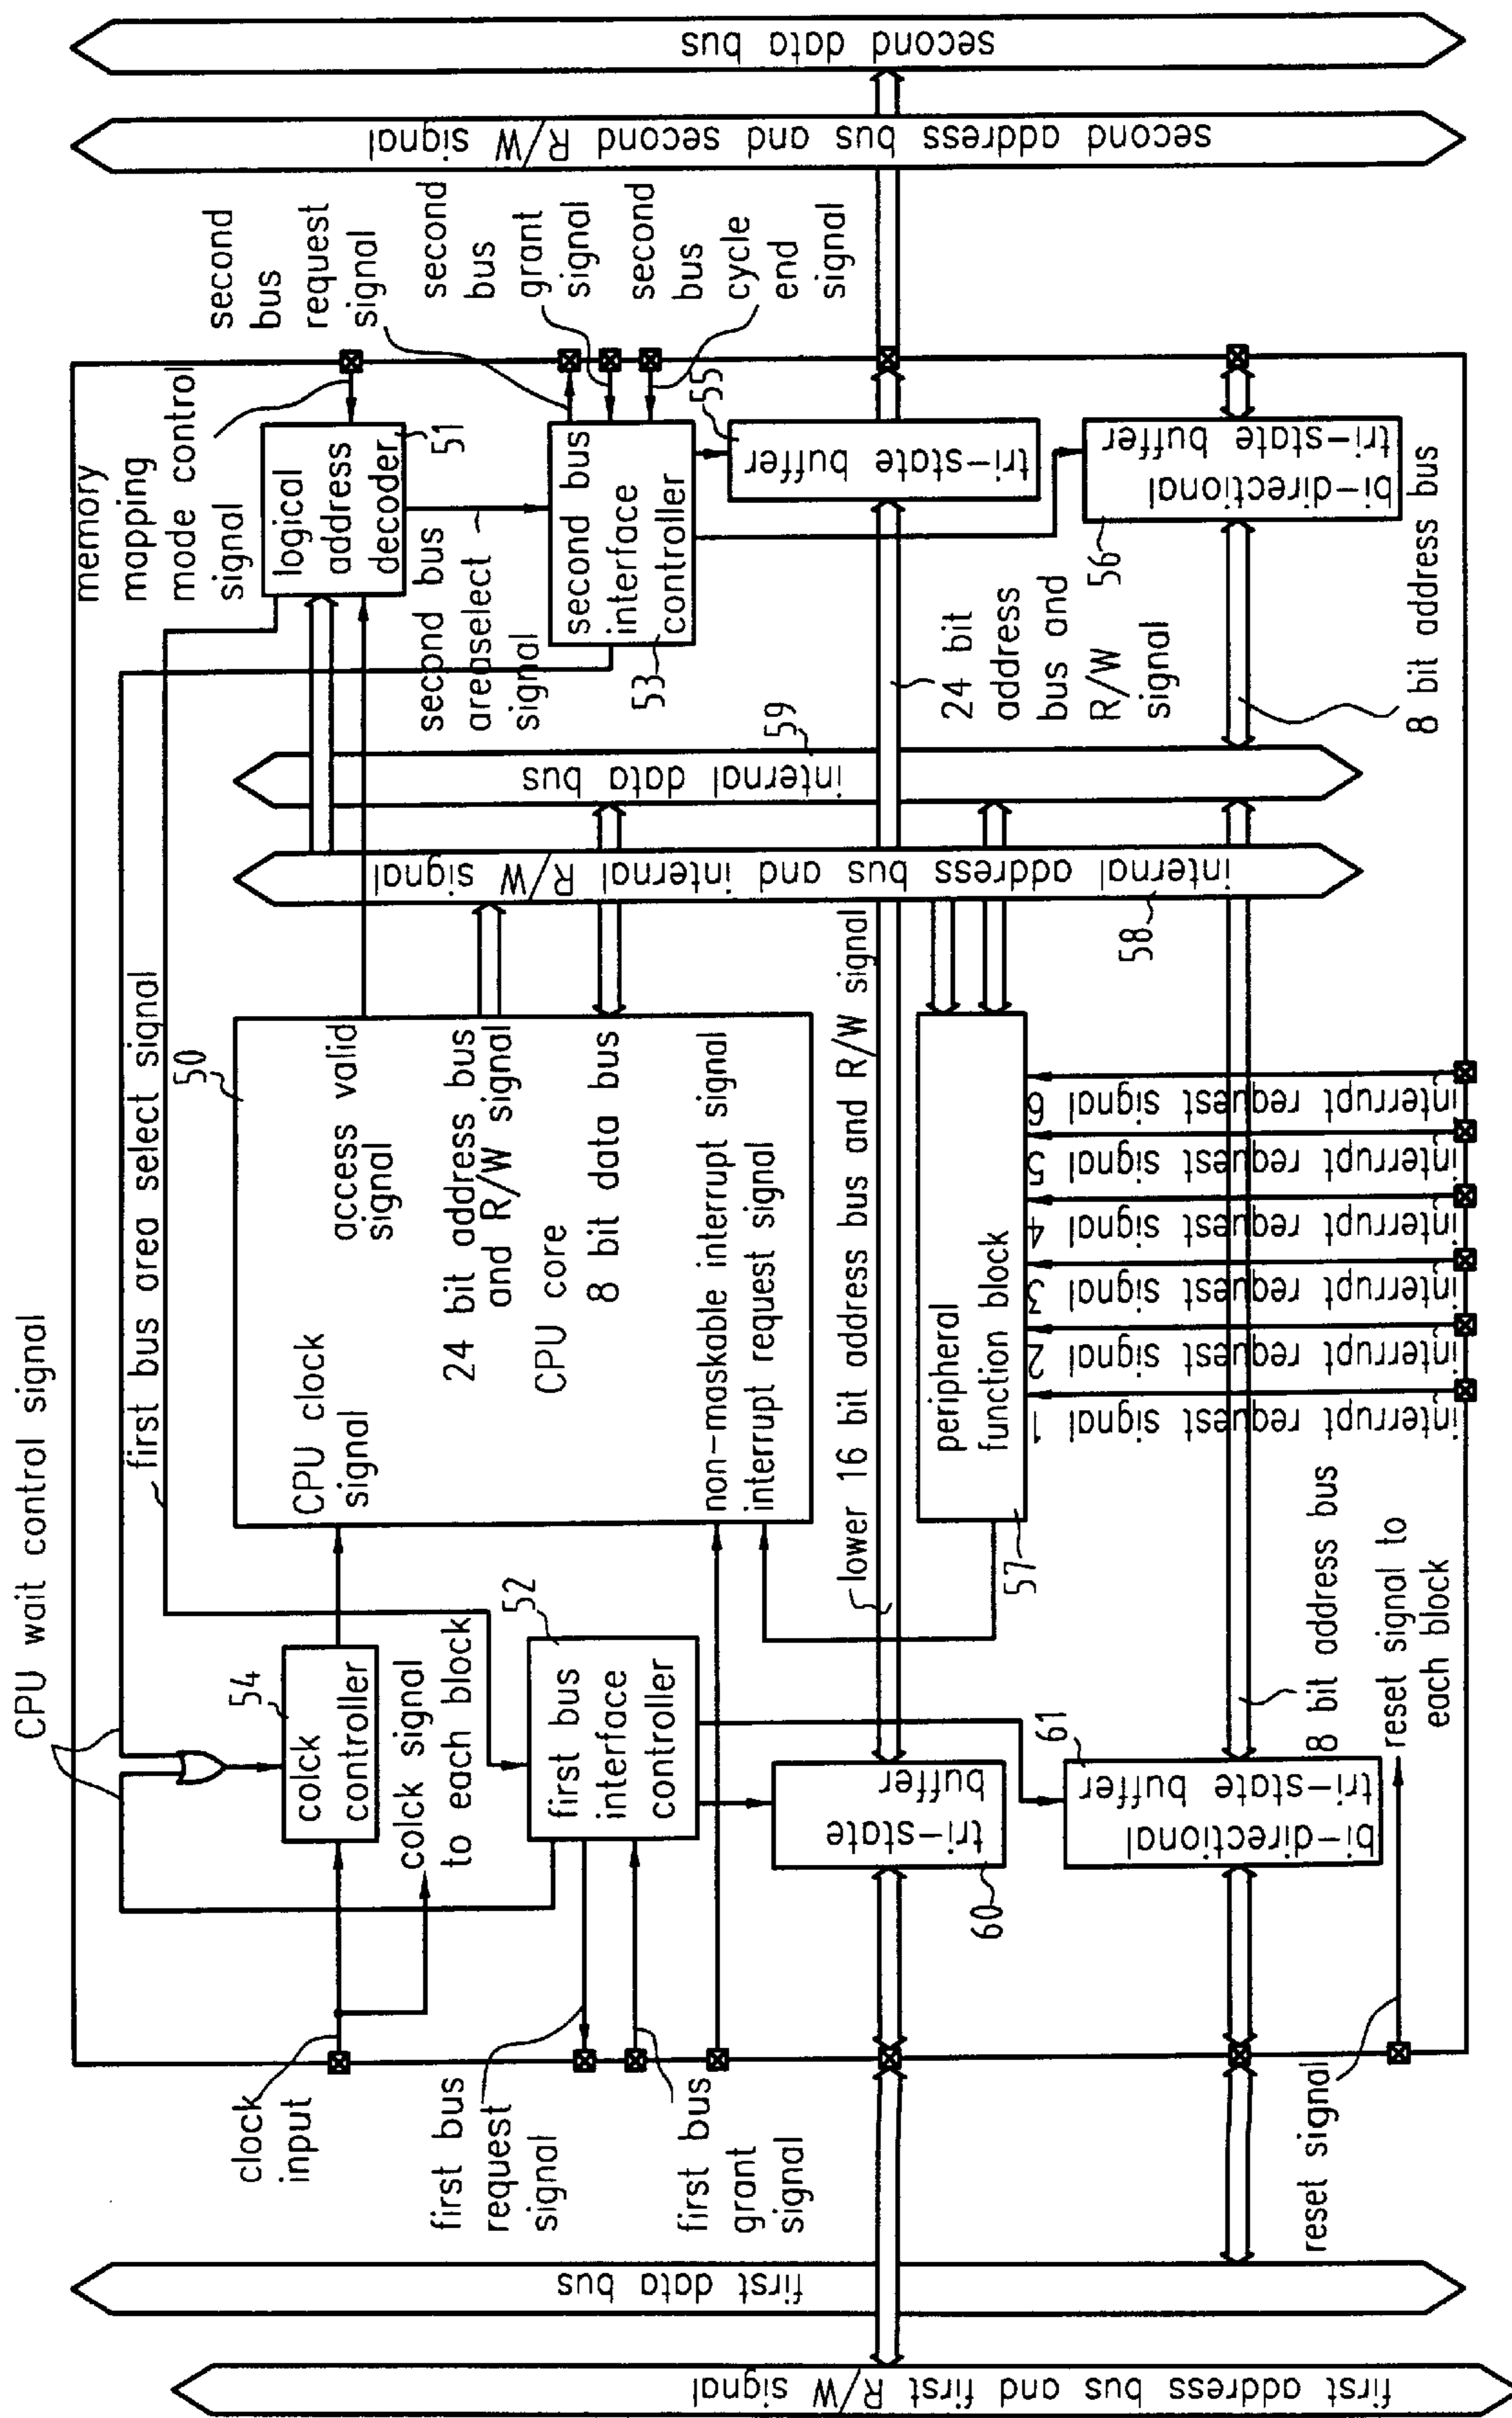 CPU wait control signal
first bus area select signal
memory
mapping
mode control
signal
second
bus
request
signal
second
bus
grant
signal
second
bus
cycle
end
signal
clock
input
54
colck
controller
colck signal
to each block
50
CPU clock
signal
access valid
signal
24 bit address bus
and R/W signal
CPU core
8 bit data bus
non-maskable interrupt signal
interrupt request signal
logical
address
decoder
51
second bus
areaselect
signal
second bus
interface
controller
53
52
first bus
interface
controller
first bus
request
signal
first bus
grant
signal
tri-state
buffer
60
bi-directional
tri-state buffer
61
lower 16 bit address bus and R/W signal
peripheral
function block
57
interrupt request signal 1
interrupt request signal 2
interrupt request signal 3
interrupt request signal 4
interrupt request signal 5
interrupt request signal 6
internal address bus and internal R/W signal
58
internal data bus
59
24 bit
address
bus and
R/W
signal
tri-state buffer
55
bi-directional
tri-state buffer
56
8 bit address bus
8 bit address bus
reset signal
reset signal to
each block
first address bus and first R/W signal
first data bus
second address bus and second R/W signal
second data bus